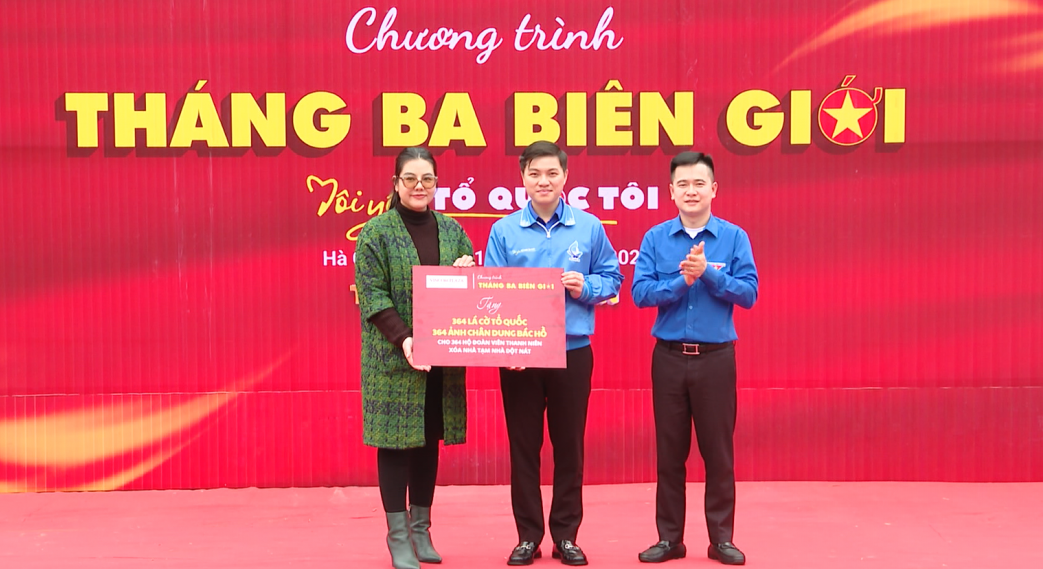 Chương trình
THÁNG BA BIÊN GIỚI
Tôi yêu TỔ QUỐC TÔI
Hà
Chương trình
THÁNG BA BIÊN GIỚI
Tặng
364 LÁ CỜ TỔ QUỐC
364 ẢNH CHÂN DUNG BÁC HỒ
CHO 364 HỘ ĐOÀN VIÊN THANH NIÊN
XÓA NHÀ TẠM NHÀ DỘT NÁT